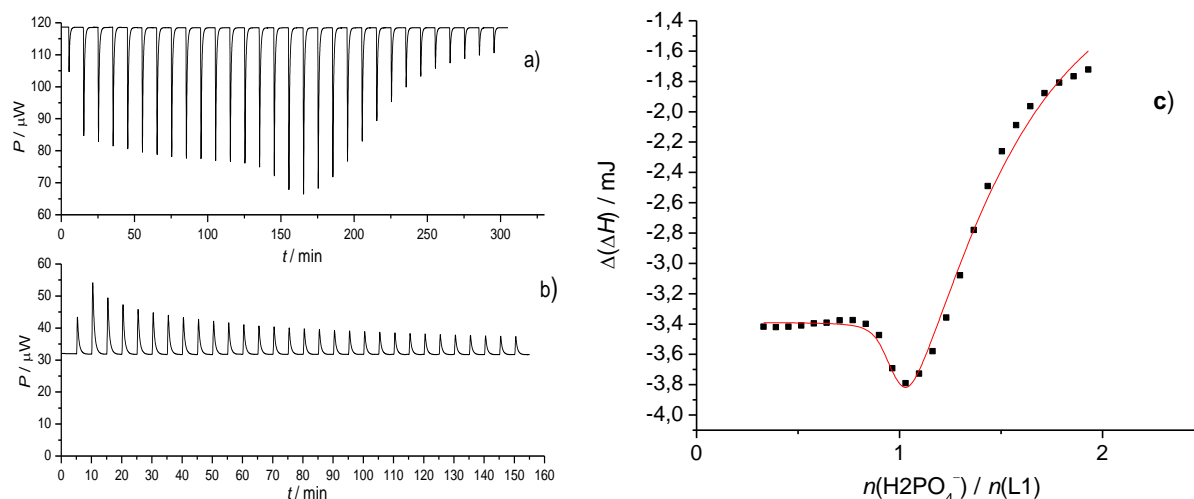 120
110
100
90
80
70
60
P / µW
0 50 100 150 200 250 300
t / min
a)
60
50
40
30
20
10
0
P / µW
0 10 20 30 40 50 60 70 80 90 100 110 120 130 140 150 160
t / min
b)
-1,4
-1,6
-1,8
-2,0
-2,2
-2,4
-2,6
-2,8
-3,0
-3,2
-3,4
-3,6
-3,8
-4,0
Δ(ΔH) / mJ
0 1 2
n(H2PO₄⁻) / n(L1)
c)